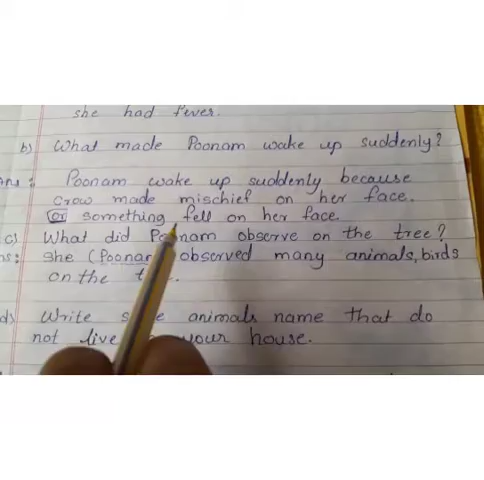 she had fever.
b) What made Poonam wake up suddenly?
Ans: Poonam wake up suddenly because
crow made mischief on her face.
or something fell on her face.
c) What did Poonam observe on the tree?
ns: She (Poonam observed many animals, birds
on the
d) Write animals name that do
not live your house.